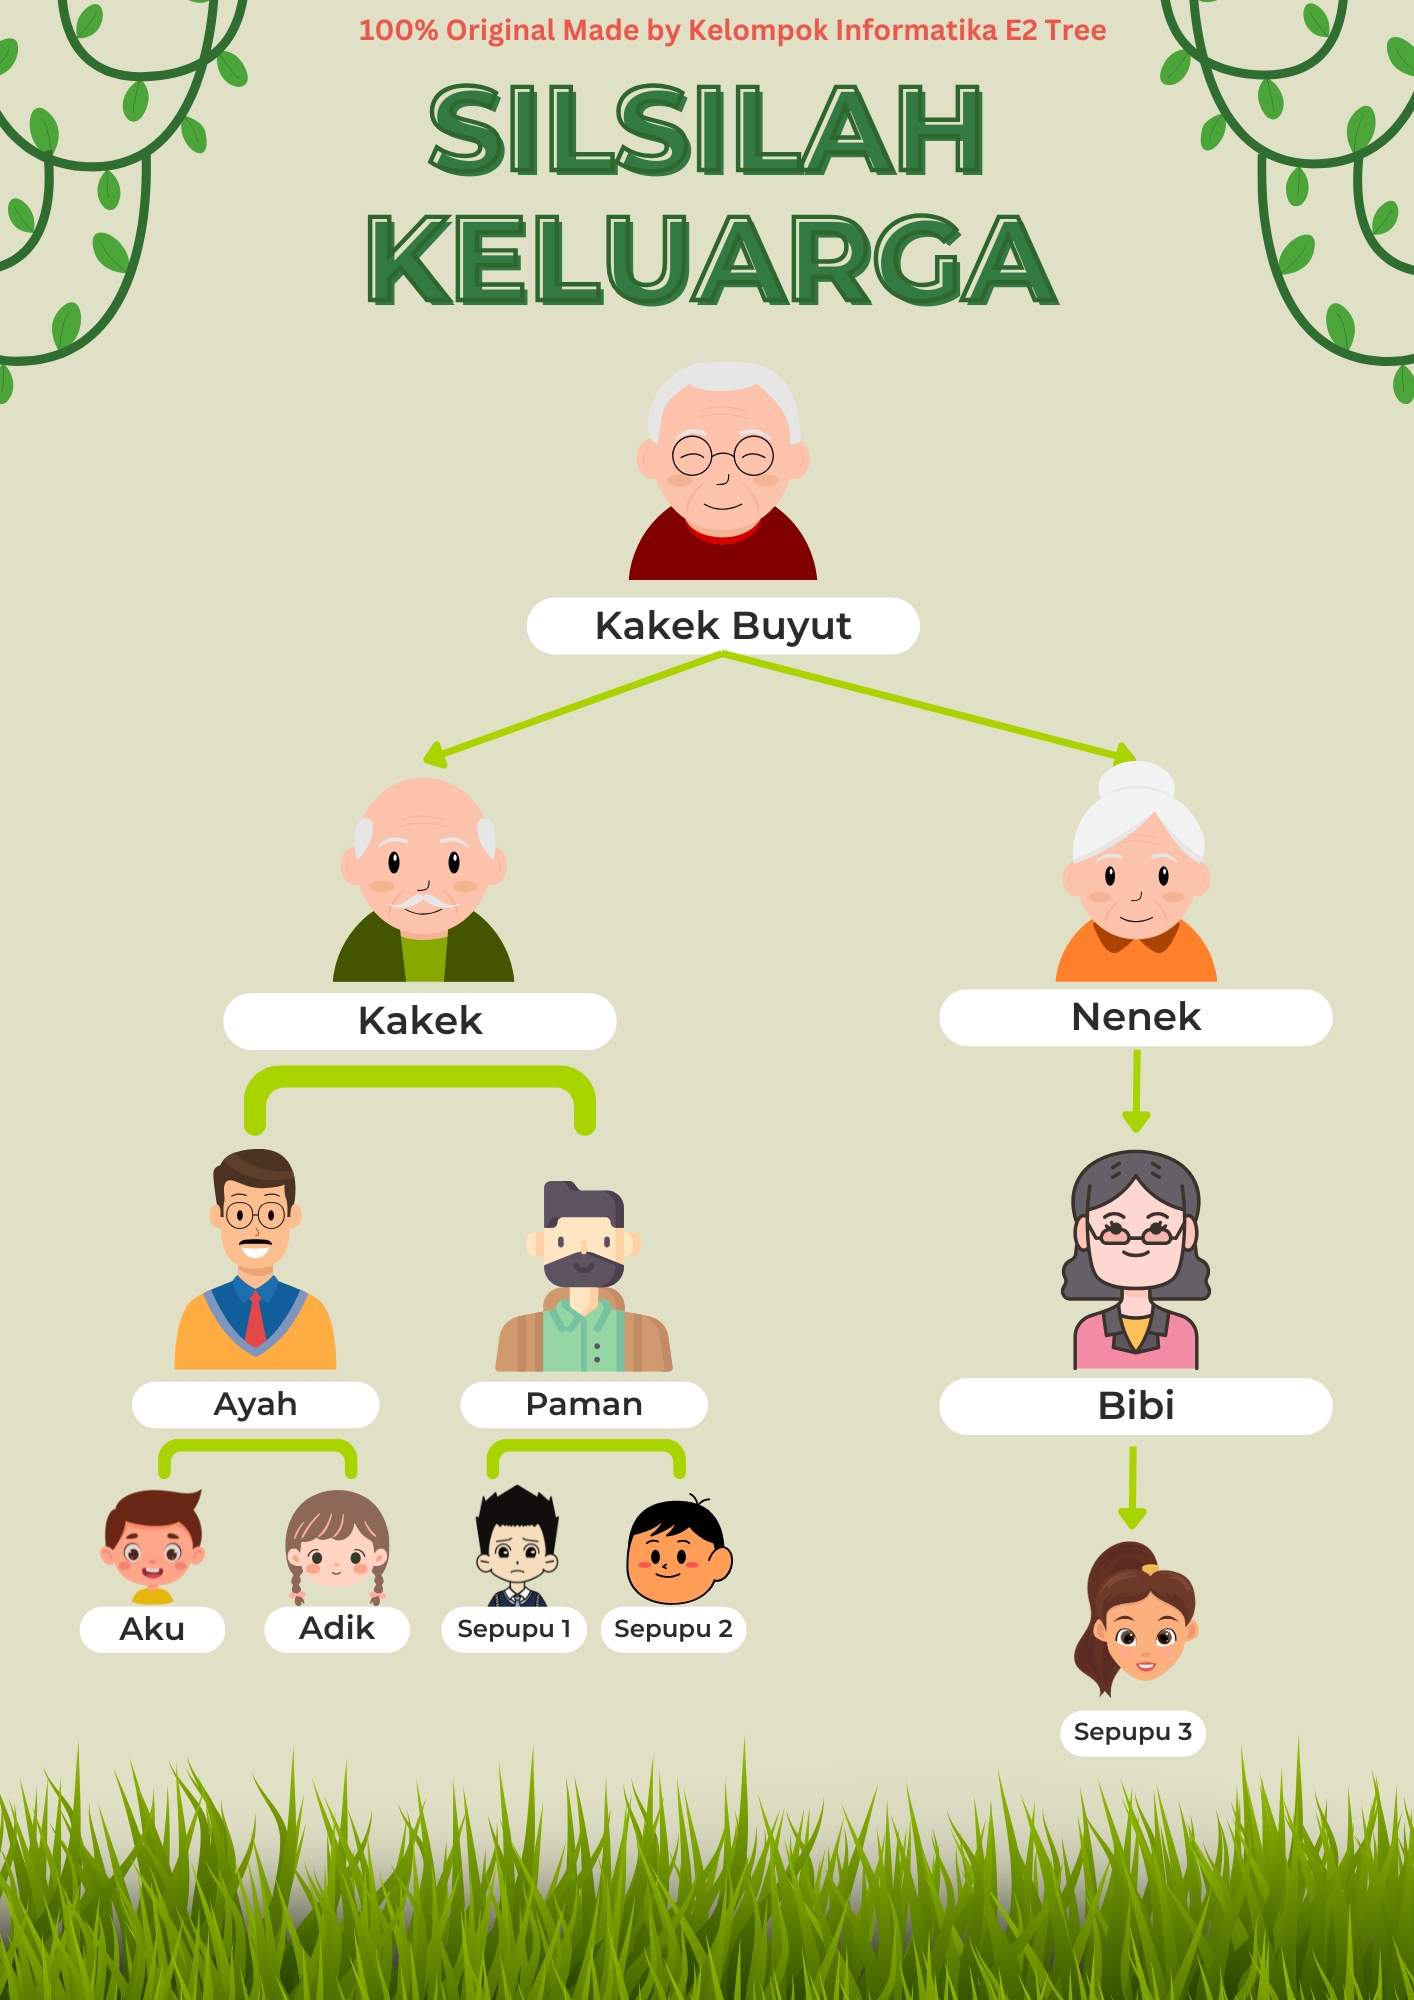 100% Original Made by Kelompok Informatika E2 Tree
SILSILAH
KELUARGA
Kakek Buyut
Kakek
Nenek
Ayah
Paman
Bibi
Aku
Adik
Sepupu 1
Sepupu 2
Sepupu 3